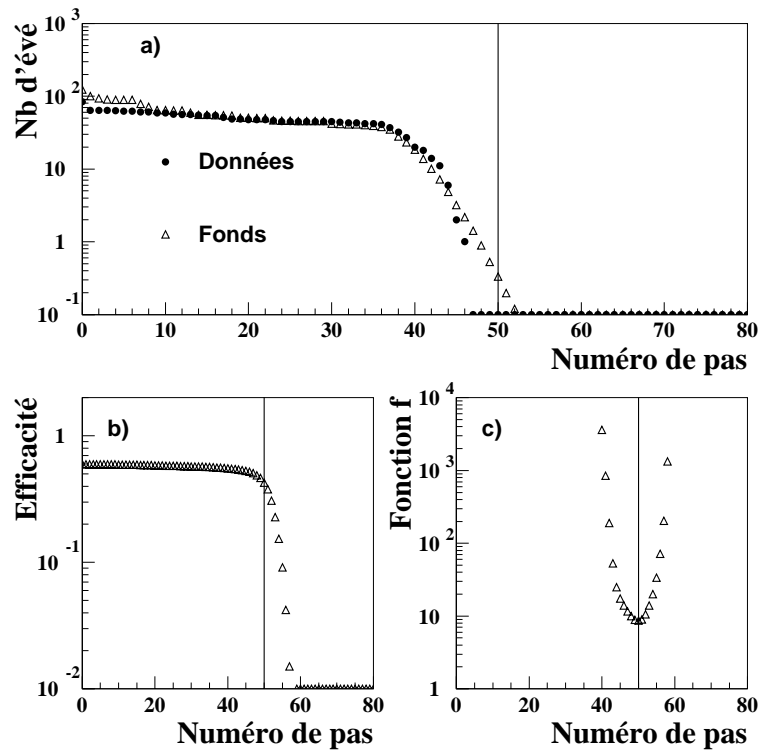 Nb d'évé
10 3
10 2
10
1
10 -1
a)
Données
Fonds
0 10 20 30 40 50 60 70 80
Numéro de pas
Efficacité
1
10 -1
10 -2
b)
0 20 40 60 80
Numéro de pas
Fonction f
10 4
10 3
10 2
10
1
c)
0 20 40 60 80
Numéro de pas